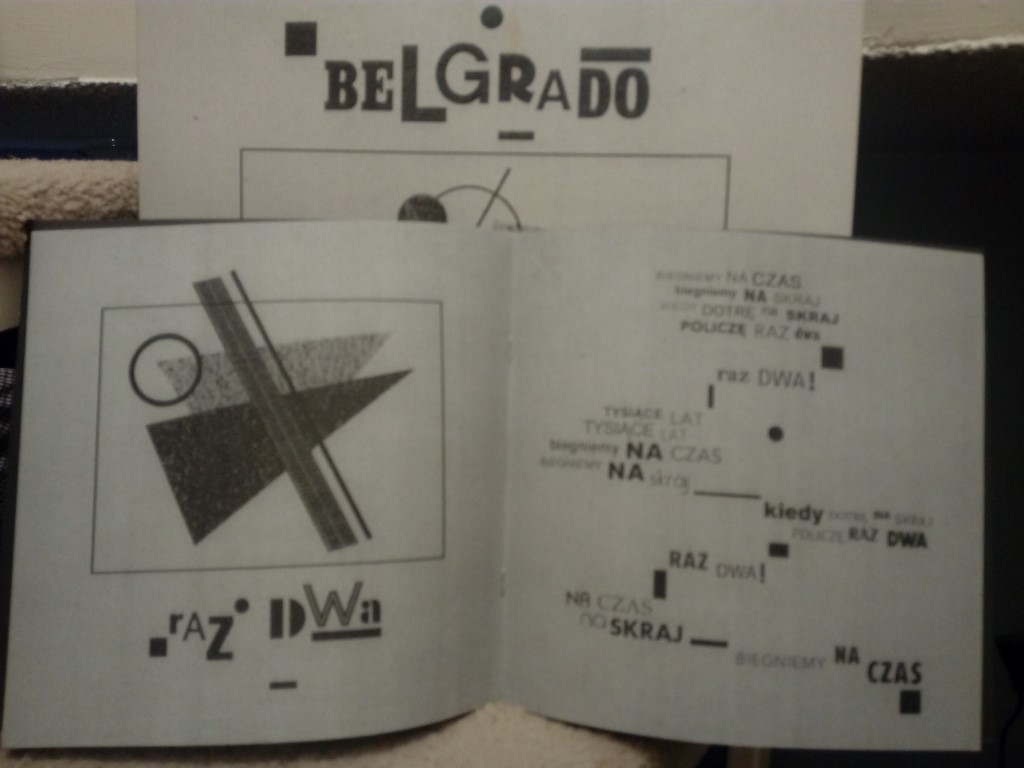 BELGRADO
rAZ DWa
BIEGNIEMY NA CZAS
biegniemy NA SKRAJ
KIEDY DOTRĘ na SKRAJ
POLICZĘ RAZ dwa
raz DWA!
TYSIĄCE LAT
TYSIĄCE LAT
biegniemy NA CZAS
BIEGNIEMY NA skraj
kiedy DOTRĘ na SKRAJ
POLICZĘ RAZ DWA
RAZ DWA!
NA CZAS
na SKRAJ
BIEGNIEMY NA CZAS